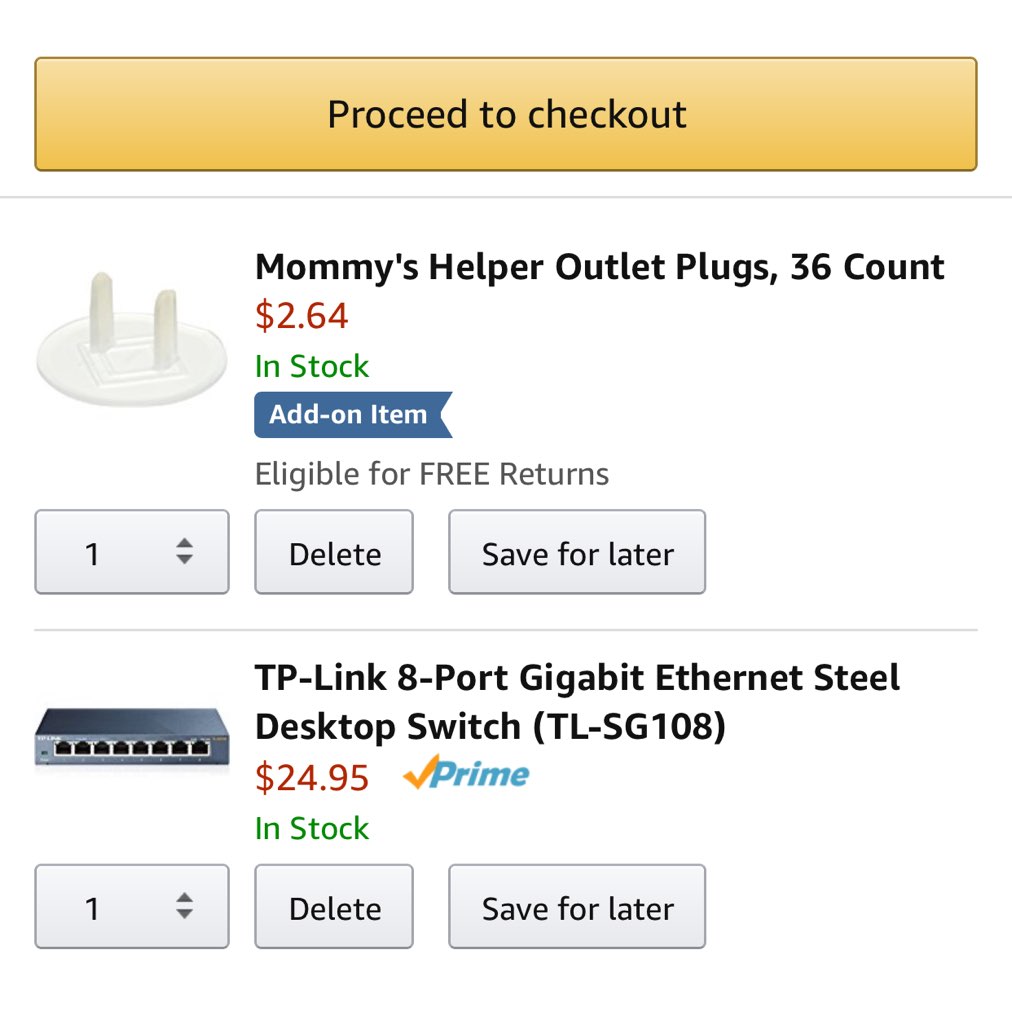 Proceed to checkout
Mommy's Helper Outlet Plugs, 36 Count
$2.64
In Stock
Add-on Item
Eligible for FREE Returns
1
Delete
Save for later
TP-Link 8-Port Gigabit Ethernet Steel
Desktop Switch (TL-SG108)
$24.95 Prime
In Stock
1
Delete
Save for later